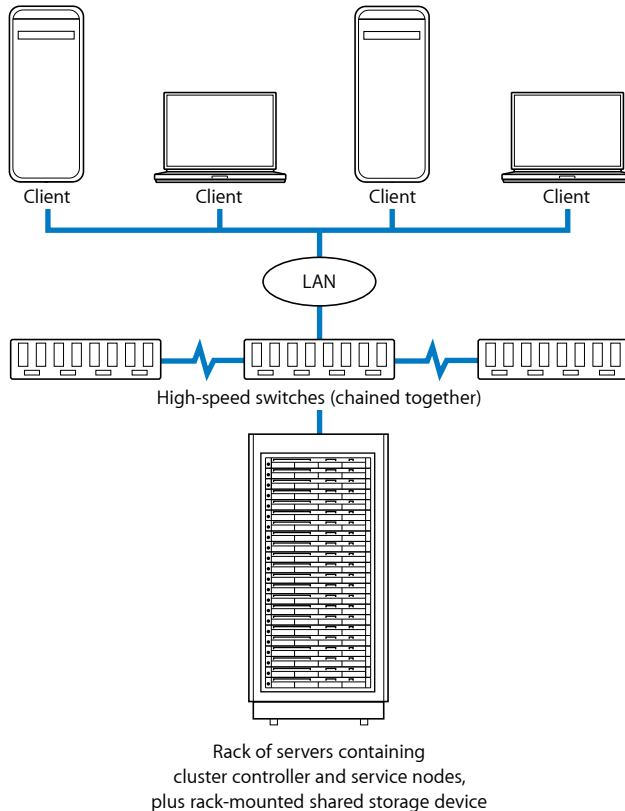 Client
Client
Client
Client
LAN
High-speed switches (chained together)
Rack of servers containing
cluster controller and service nodes,
plus rack-mounted shared storage device